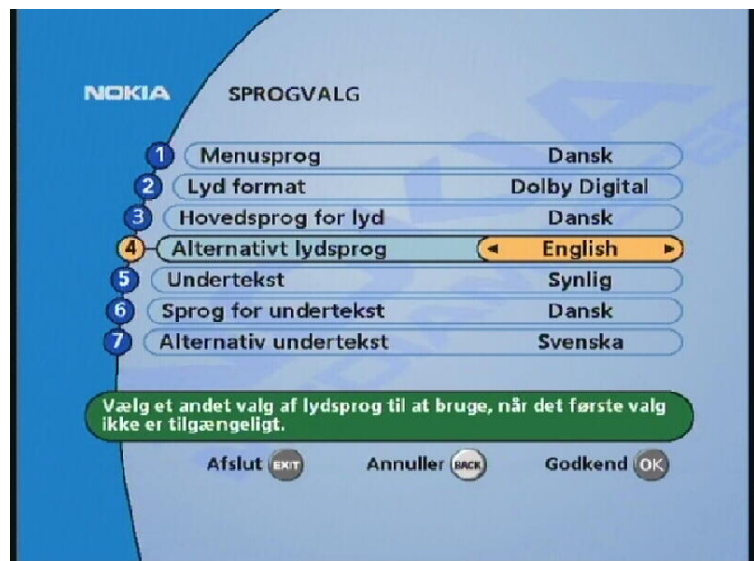 NOKIA SPROGVALG
1 Menusprog Dansk
2 Lyd format Dolby Digital
3 Hovedsprog for lyd Dansk
4 Alternativt lydsprog English
5 Undertekst Synlig
6 Sprog for undertekst Dansk
7 Alternativ undertekst Svenska
Vælg et andet valg af lydsprog til at bruge, når det første valg
ikke er tilgængeligt.
Afslut EXIT Annuller BACK Godkend OK